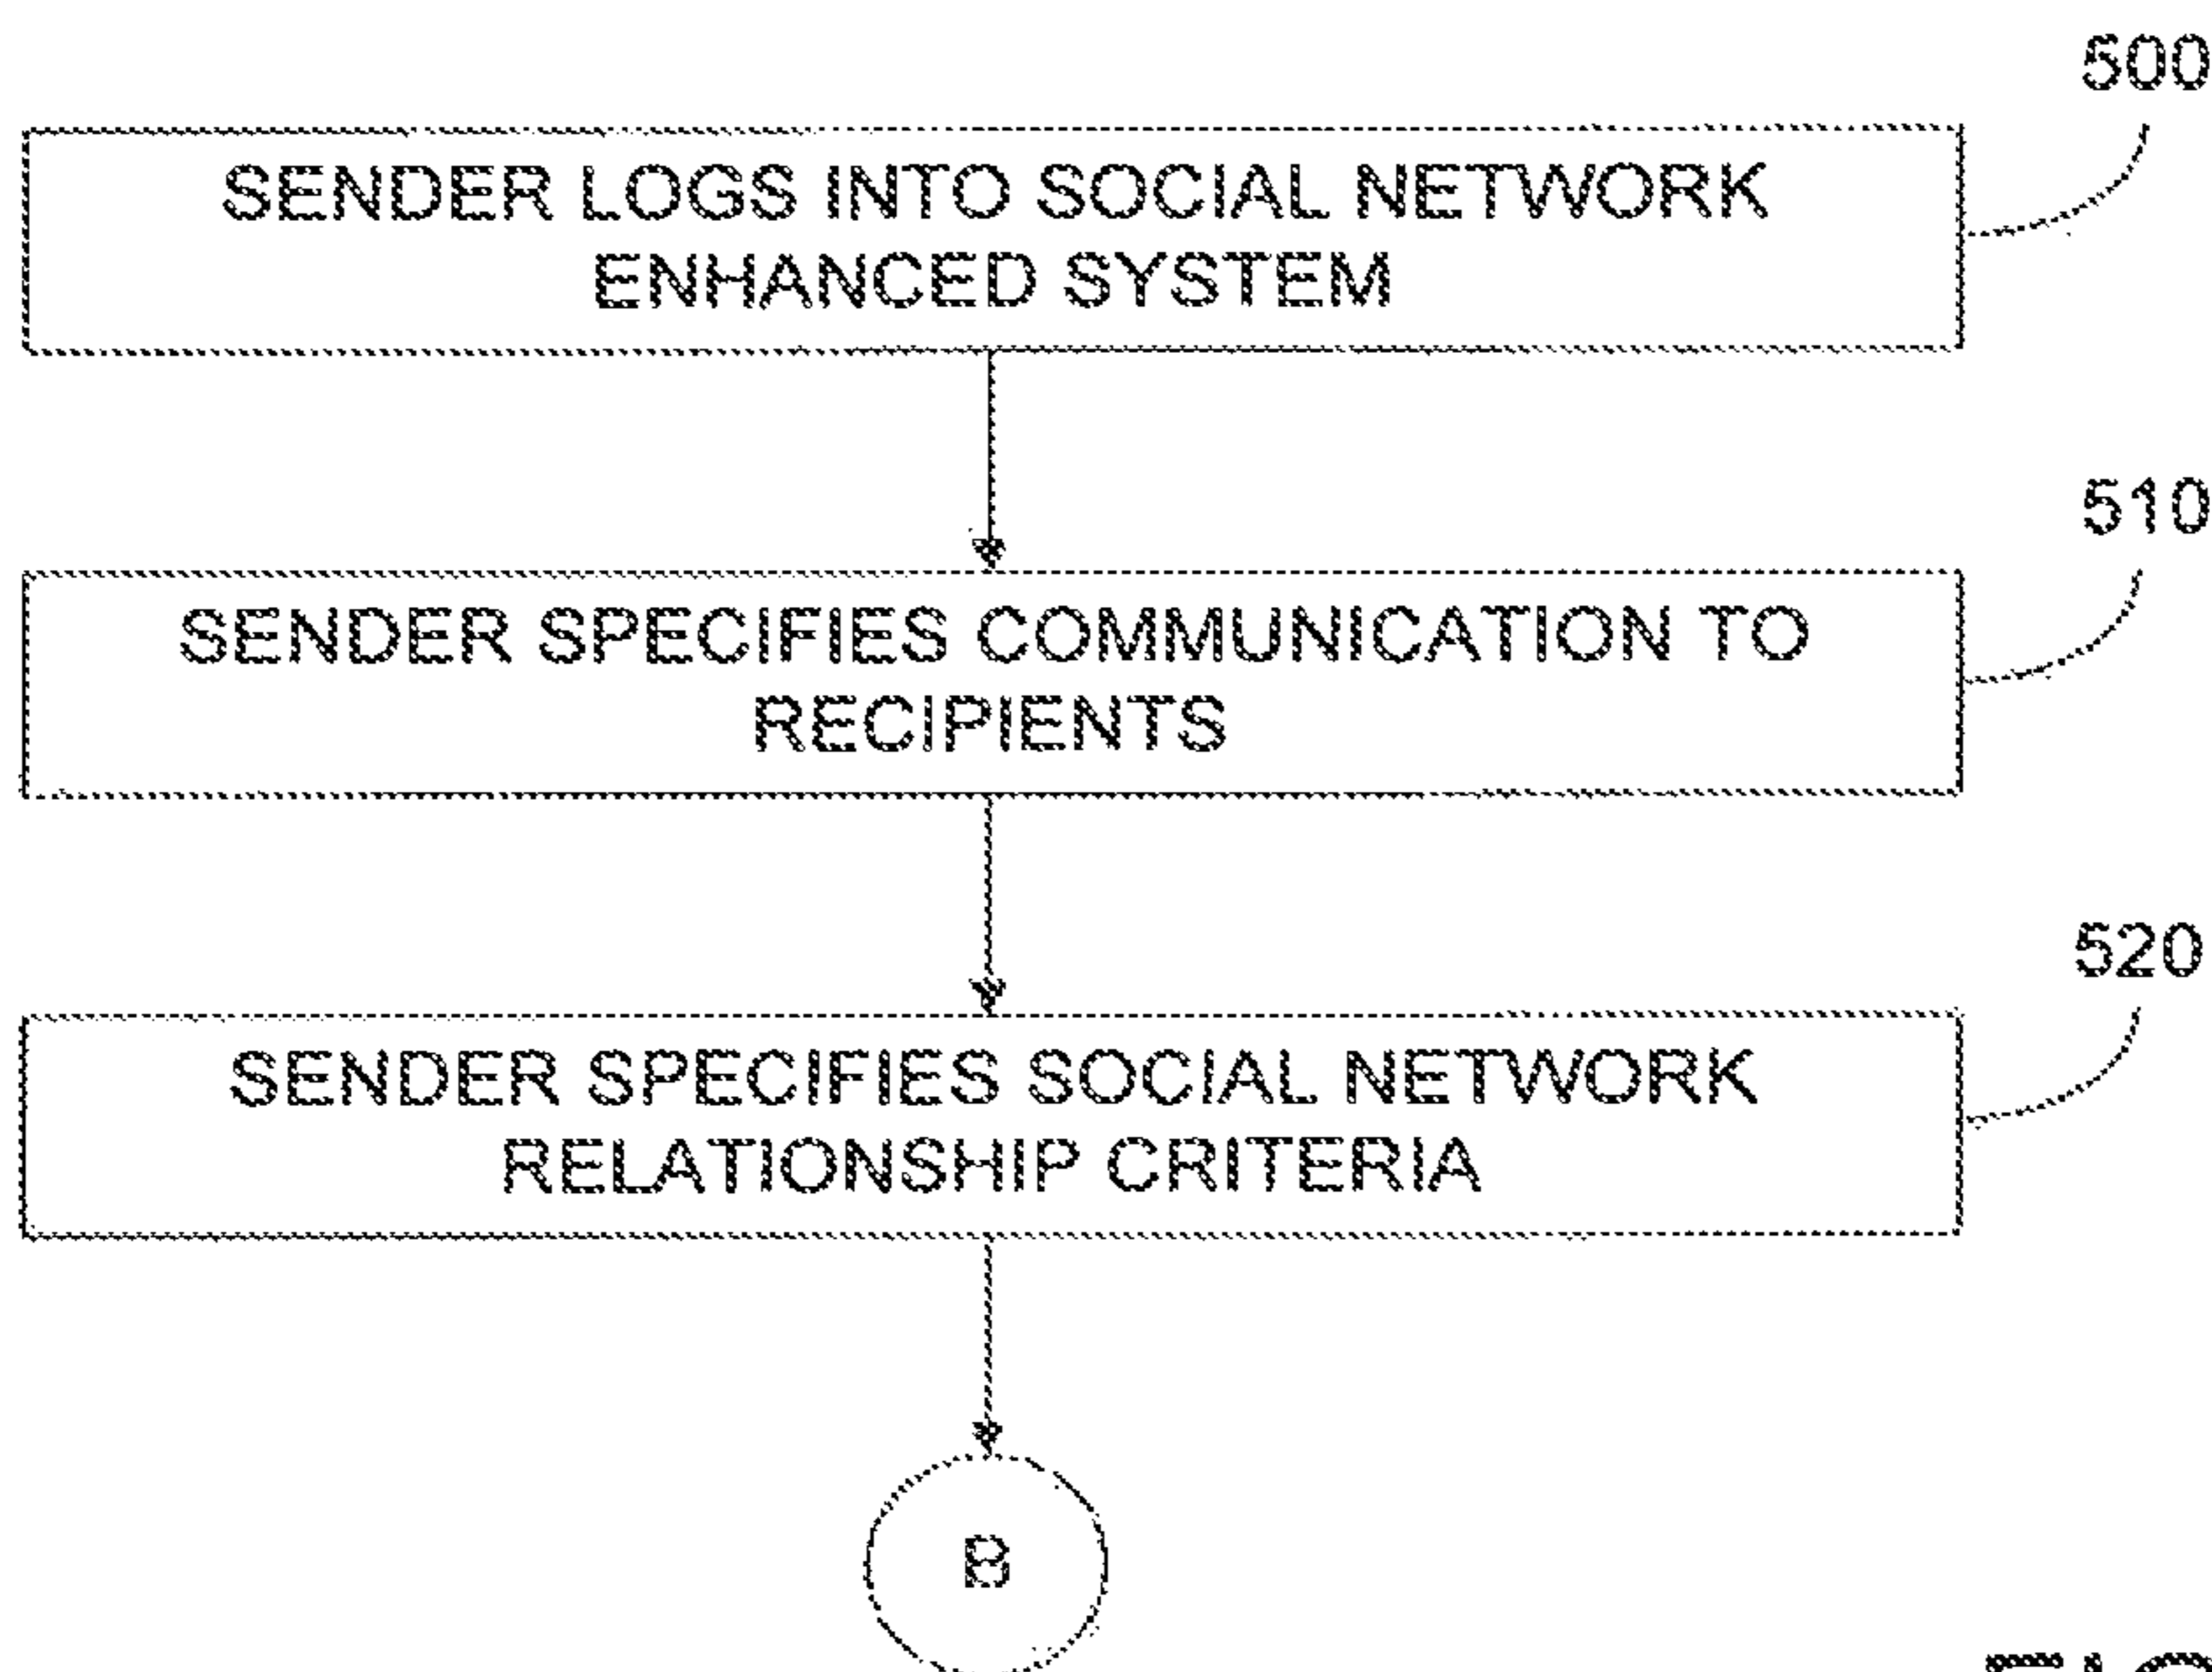 500
SENDER LOGS INTO SOCIAL NETWORK
ENHANCED SYSTEM
510
SENDER SPECIFIES COMMUNICATION TO
RECIPIENTS
520
SENDER SPECIFIES SOCIAL NETWORK
RELATIONSHIP CRITERIA
B